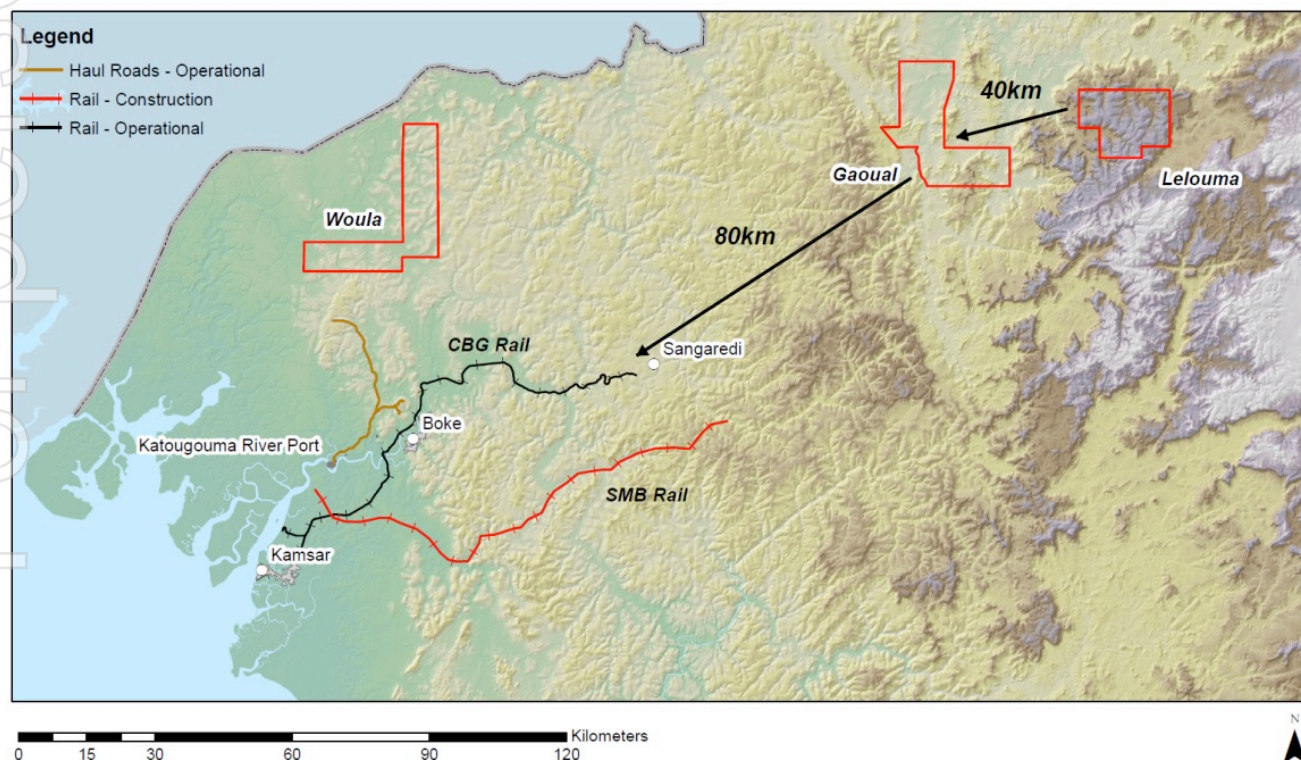 Legend
Haul Roads - Operational
Rail - Construction
Rail - Operational
40km
Gaoual
Lelouma
Woula
80km
CBG Rail
Sangaredi
Boke
Katougouma River Port
SMB Rail
Kamsar
Kilometers
0 15 30 60 90 120
N